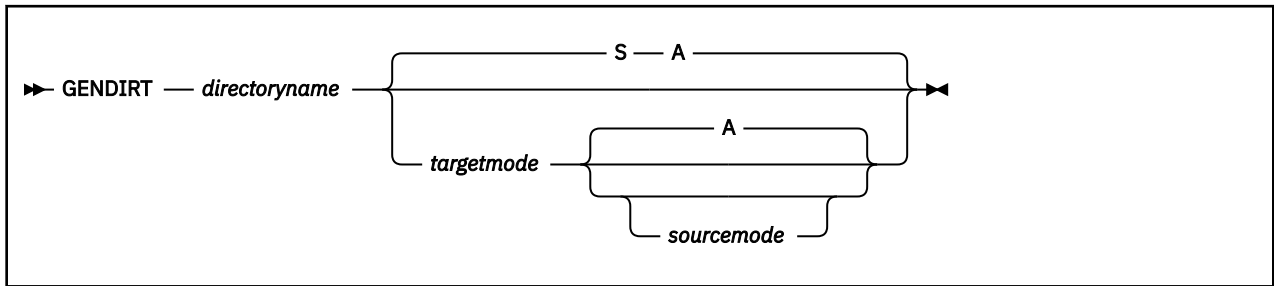 S A
GENDIRT directoryname
A
targetmode
sourcemode